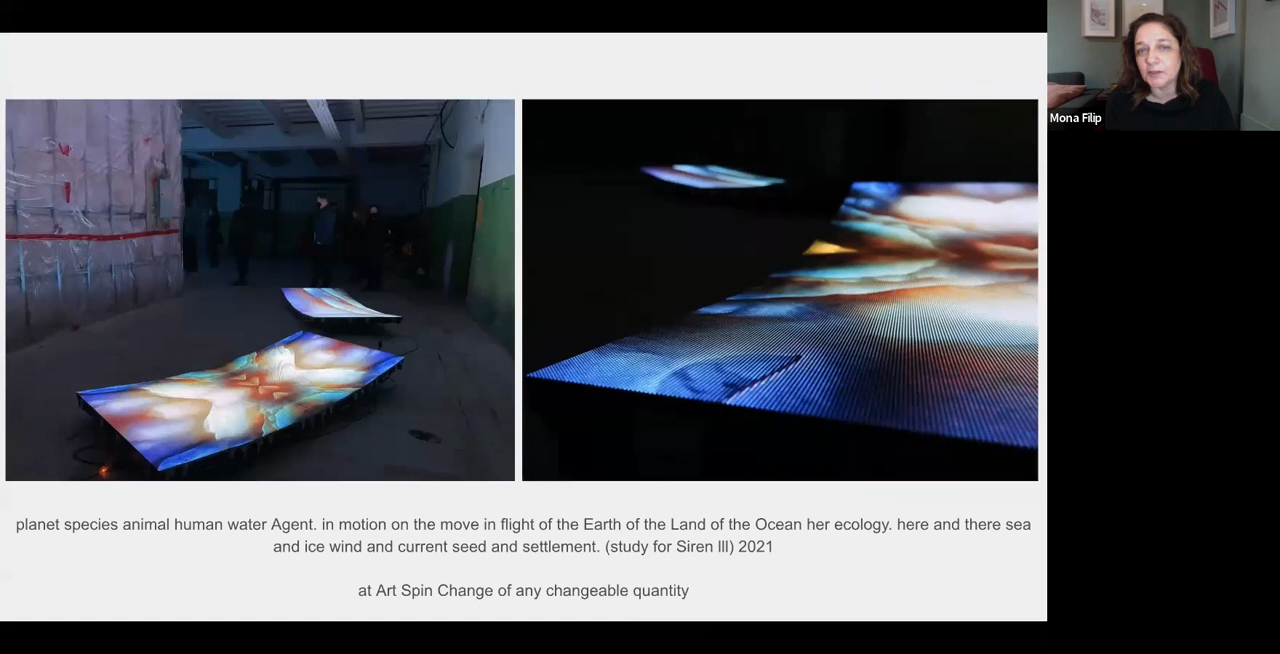 Mona Filip
planet species animal human water Agent. in motion on the move in flight of the Earth of the Land of the Ocean her ecology. here and there sea
and ice wind and current seed and settlement. (study for Siren III) 2021
at Art Spin Change of any changeable quantity